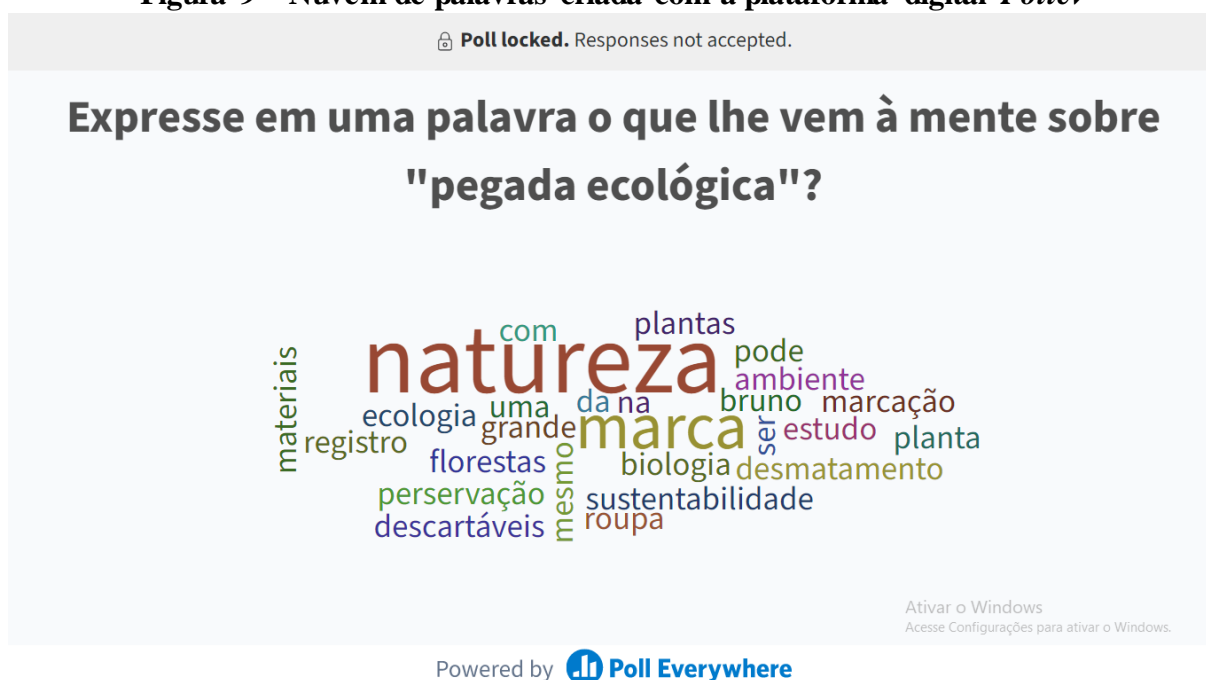 Figura 9 – Nuvem de palavras criada com a plataforma digital
Poll locked. Responses not accepted.
Expresse em uma palavra o que lhe vem à mente sobre
"pegada ecológica"?
com
plantas
natureza
pode
materiais
ambiente
ecologia
uma
da
na
bruno
marcação
registro
grande
marca
ser
estudo
planta
florestas
mesmo
biologia
desmatamento
perservação
sustentabilidade
descartáveis
roupa
Ativar o Windows
Acesse Configurações para ativar o Windows.
Powered by Poll Everywhere